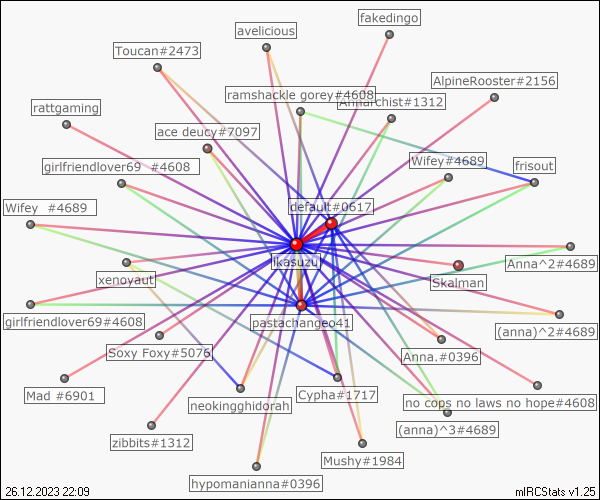 fakedingo
avelicious
Toucan#2473
AlpineRooster#2156
ramshackle gorey#4608
Annarchist#1312
rattgaming
ace deucy#7097
Wifey#4689
girlfriendlover69  #4608
frisout
Wifey  #4689
default#0617
ikasuzu
Anna^2#4689
xenoyaut
Skalman
girlfriendlover69#4608
pastachangeo41
(anna)^2#4689
Soxy Foxy#5076
Anna.#0396
Mad #6901
neokingghidorah
Cypha#1717
no cops no laws no hope#4608
(anna)^3#4689
zibbits#1312
Mushy#1984
hypomanianna#0396
26.12.2023 22:09
mIRCStats v1.25